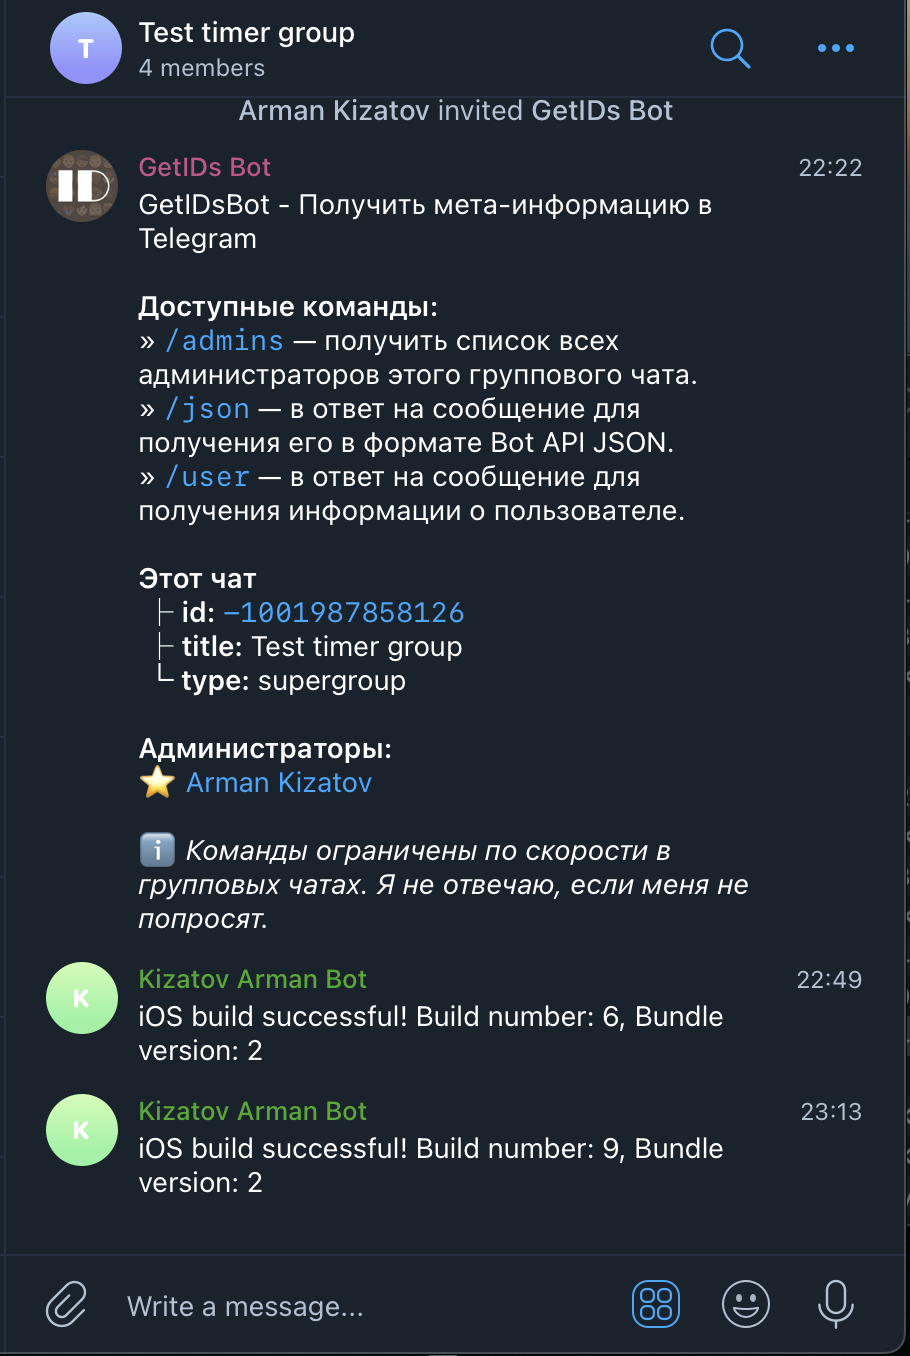 T
Test timer group
4 members
Arman Kizatov invited GetIDs Bot
ID
GetIDs Bot
22:22
GetIDsBot - Получить мета-информацию в
Telegram
Доступные команды:
» /admins — получить список всех
администраторов этого группового чата.
» /json — в ответ на сообщение для
получения его в формате Bot API JSON.
» /user — в ответ на сообщение для
получения информации о пользователе.
Этот чат
├ id: -1001987858126
├ title: Test timer group
└ type: supergroup
Администраторы:
⭐ Arman Kizatov
ℹ️ Команды ограничены по скорости в
групповых чатах. Я не отвечаю, если меня не
попросят.
K
Kizatov Arman Bot
22:49
iOS build successful! Build number: 6, Bundle
version: 2
K
Kizatov Arman Bot
23:13
iOS build successful! Build number: 9, Bundle
version: 2
Write a message...